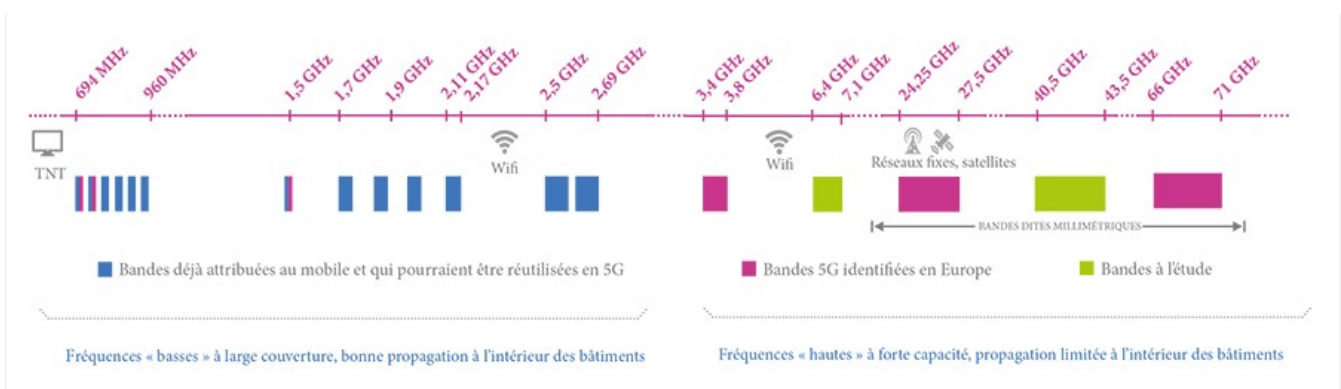 694 MHz
960 MHz
1,5 GHz
1,7 GHz
1,9 GHz
2,11 GHz
2,17 GHz
2,5 GHz
2,69 GHz
3,4 GHz
3,8 GHz
6,4 GHz
7,1 GHz
24,25 GHz
27,5 GHz
40,5 GHz
43,5 GHz
66 GHz
71 GHz
TNT
Wifi
Wifi
Réseaux fixes, satellites
BANDES DITES MILLIMÉTRIQUES
Bandes déjà attribuées au mobile et qui pourraient être réutilisées en 5G
Bandes 5G identifiées en Europe
Bandes à l'étude
Fréquences « basses » à large couverture, bonne propagation à l'intérieur des bâtiments
Fréquences « hautes » à forte capacité, propagation limitée à l'intérieur des bâtiments